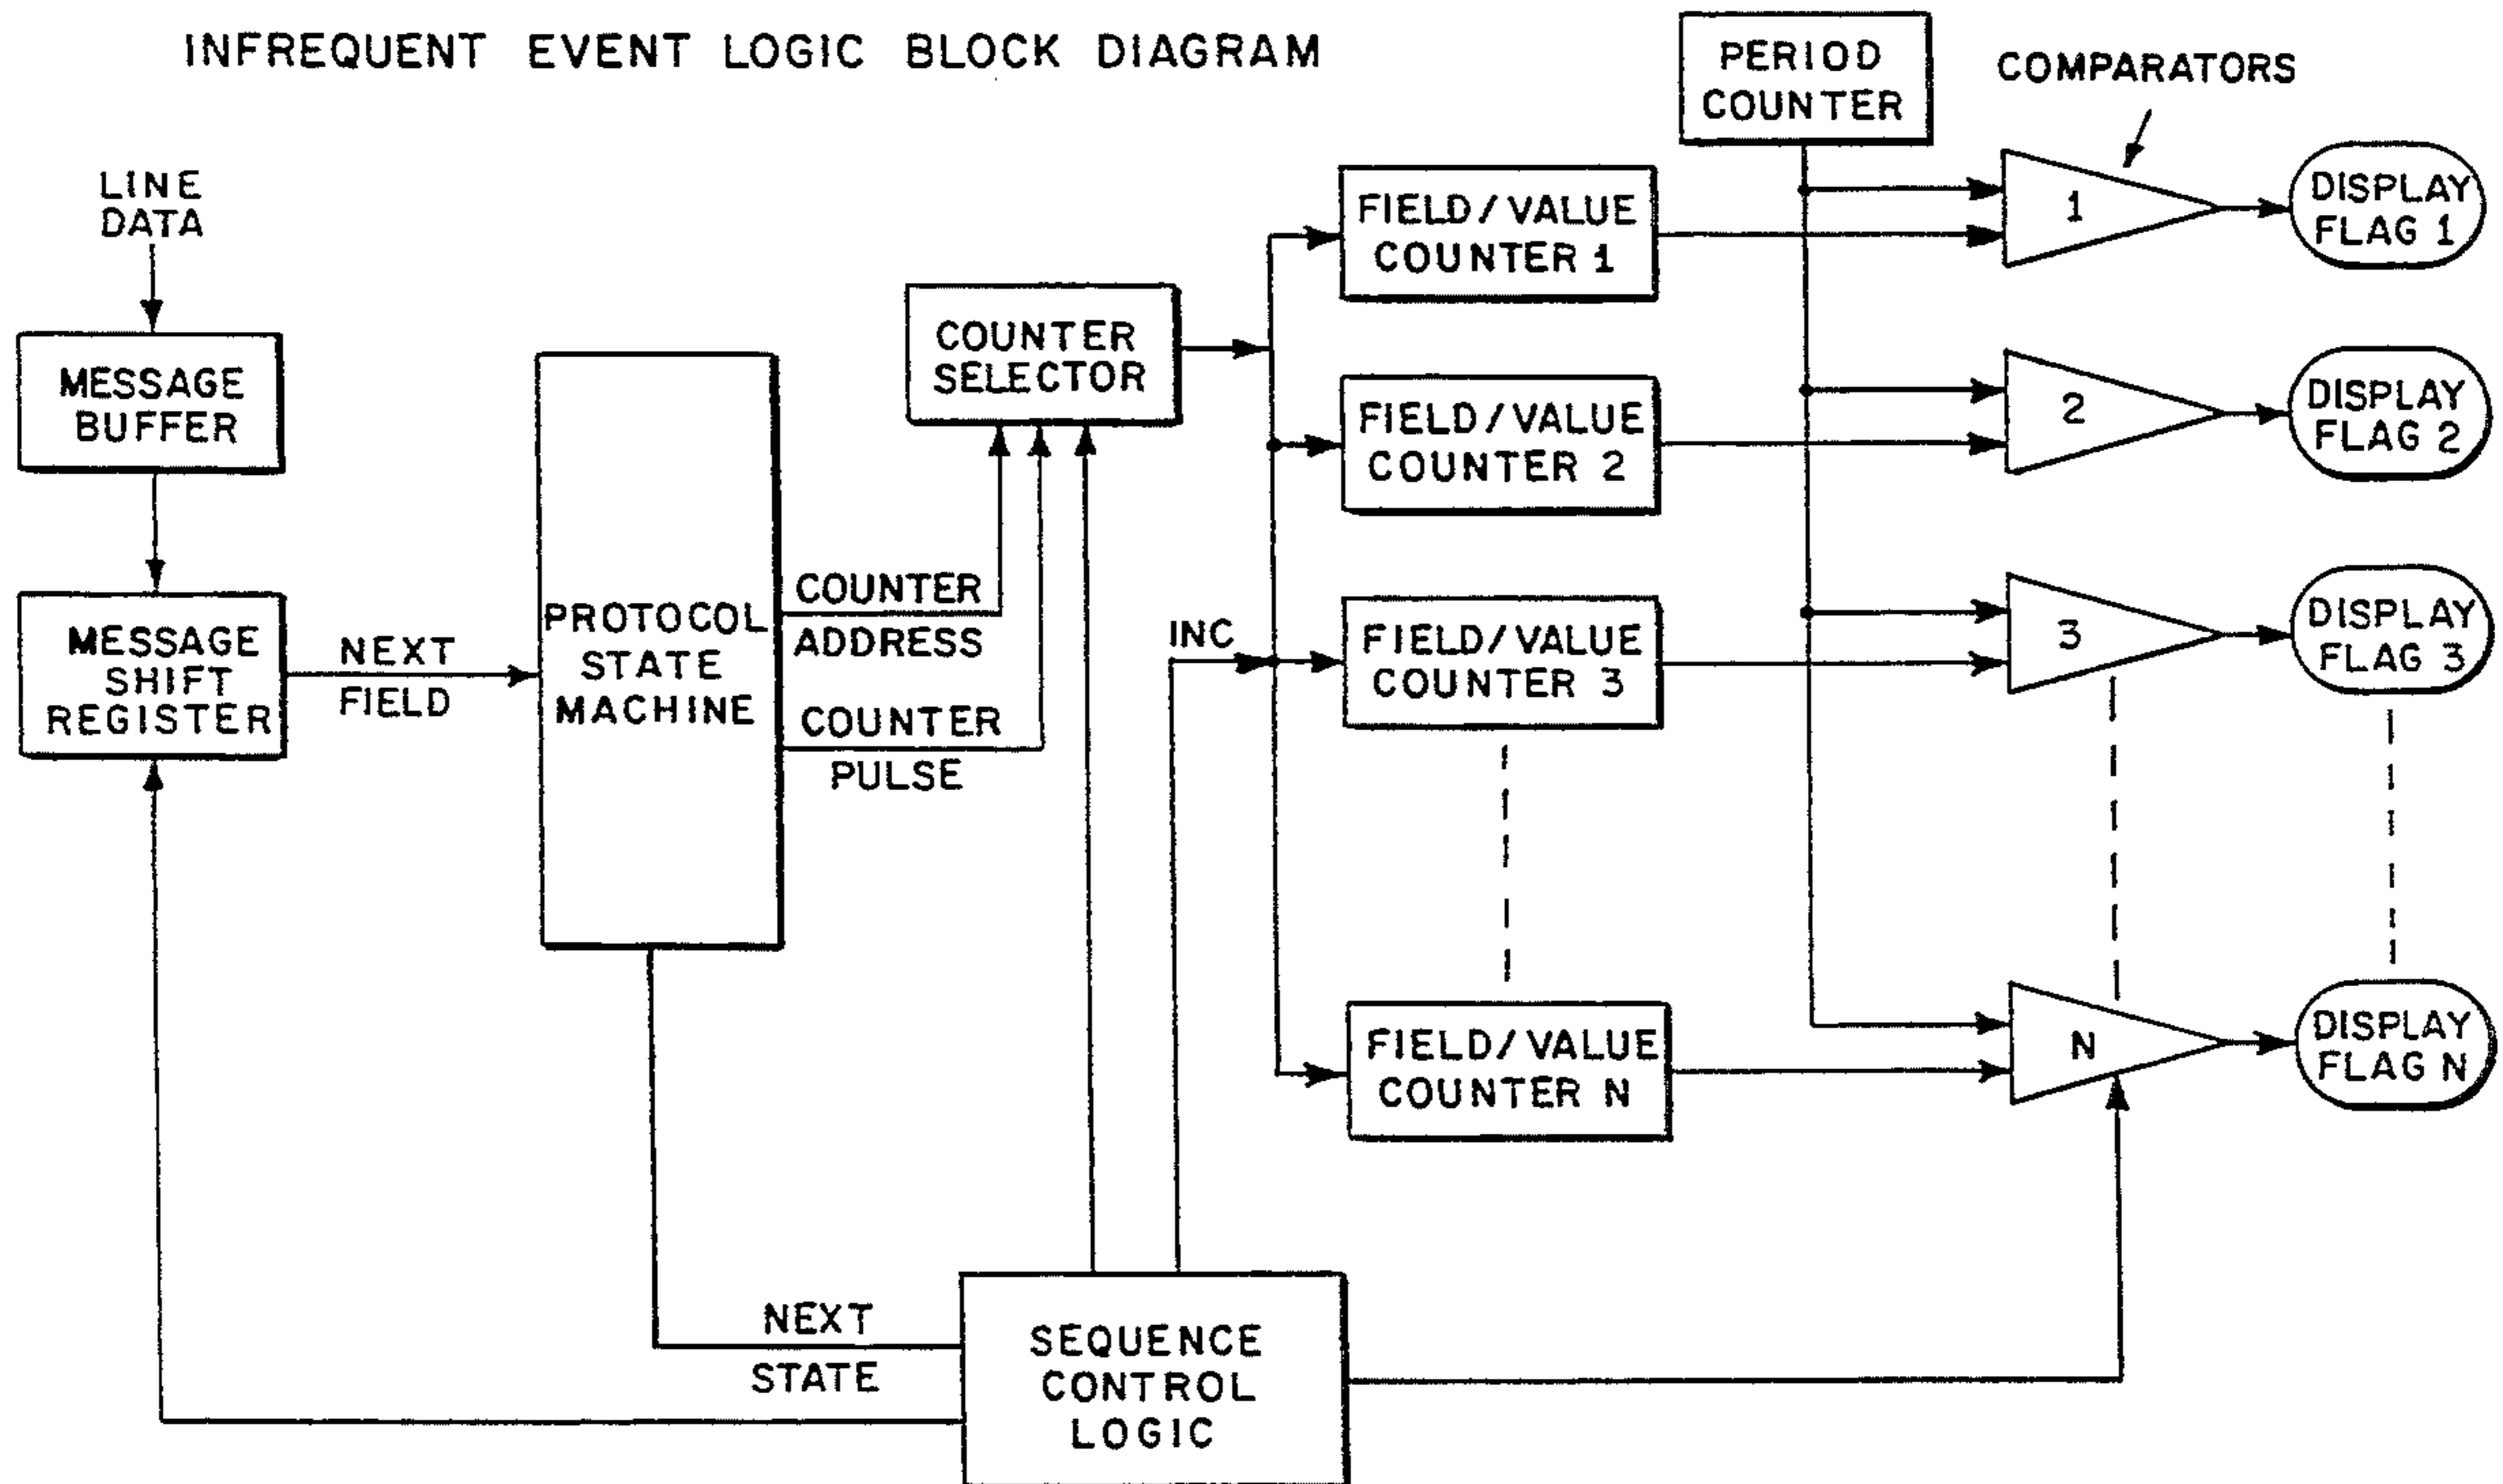 INFREQUENT EVENT LOGIC BLOCK DIAGRAM
PERIOD
COUNTER
COMPARATORS
LINE
DATA
MESSAGE
BUFFER
MESSAGE
SHIFT
REGISTER
NEXT
FIELD
PROTOCOL
STATE
MACHINE
COUNTER
ADDRESS
COUNTER
PULSE
COUNTER
SELECTOR
INC
FIELD/VALUE
COUNTER 1
FIELD/VALUE
COUNTER 2
FIELD/VALUE
COUNTER 3
FIELD/VALUE
COUNTER N
1
2
3
N
DISPLAY
FLAG 1
DISPLAY
FLAG 2
DISPLAY
FLAG 3
DISPLAY
FLAG N
NEXT
STATE
SEQUENCE
CONTROL
LOGIC